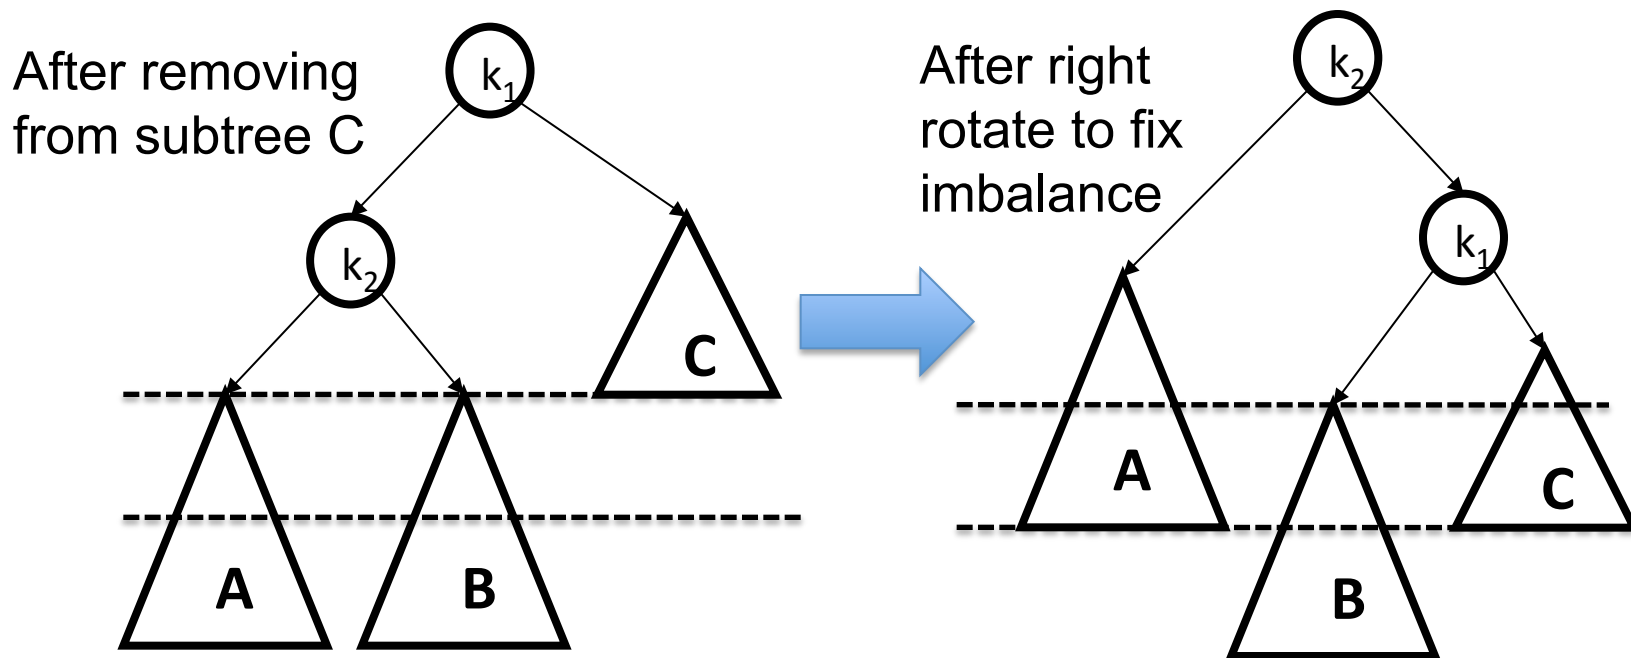 After removing
from subtree C
k₁
k₂
C
A
B
After right
rotate to fix
imbalance
k₂
k₁
A
C
B